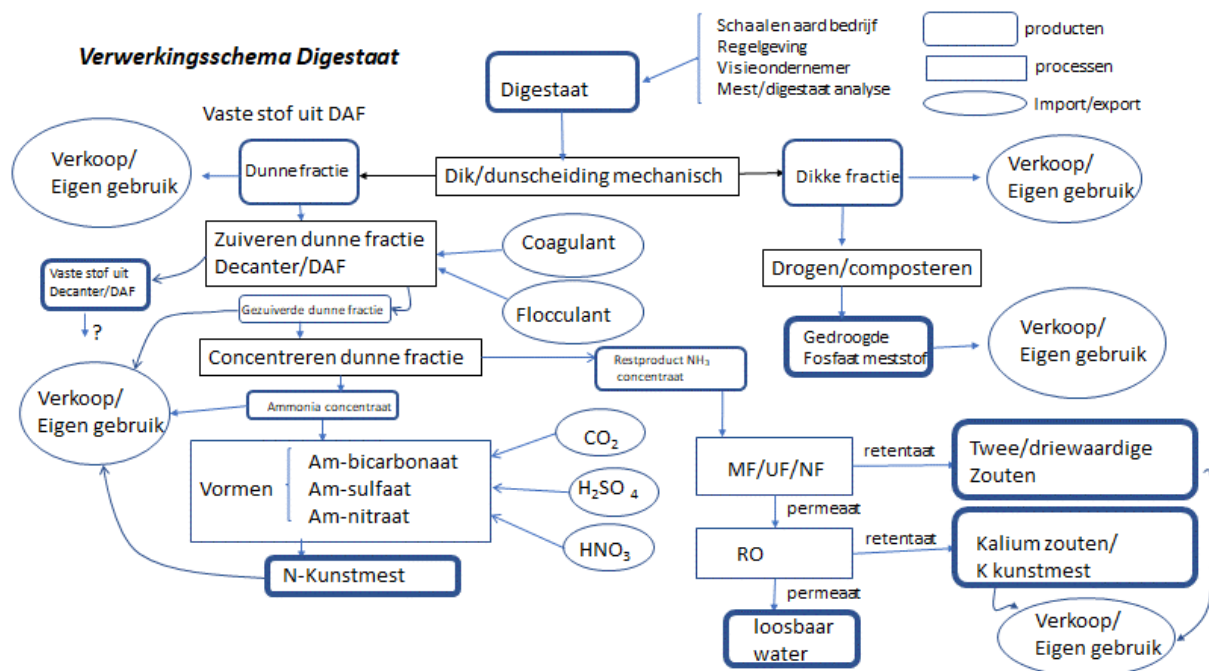 Verwerkingsschema Digestaat
Digestaat
Schaalen aard bedrijf
Regelgeving
Visieondernemer
Mest/digestaat analyse
producten
processen
Import/export
Vaste stof uit DAF
Verkoop/
Eigen gebruik
Dunne fractie
Dik/dunscheiding mechanisch
Dikke fractie
Verkoop/
Eigen gebruik
Zuiveren dunne fractie
Decanter/DAF
Coagulant
Flocculant
Drogen/composteren
Vaste stof uit
Decanter/DAF
?
Gezuiverde dunne fractie
Gedroogde
Fosfaat meststof
Verkoop/
Eigen gebruik
Concentreren dunne fractie
Restproduct NH₃
concentraat
Verkoop/
Eigen gebruik
Ammonia concentraat
Vormen
Am-bicarbonaat
Am-sulfaat
Am-nitraat
CO₂
H₂SO ₄
HNO₃
N-Kunstmest
MF/UF/NF
retentaat
Twee/driewaardige
Zouten
permeaat
RO
retentaat
Kalium zouten/
K kunstmest
permeaat
loosbaar
water
Verkoop/
Eigen gebruik